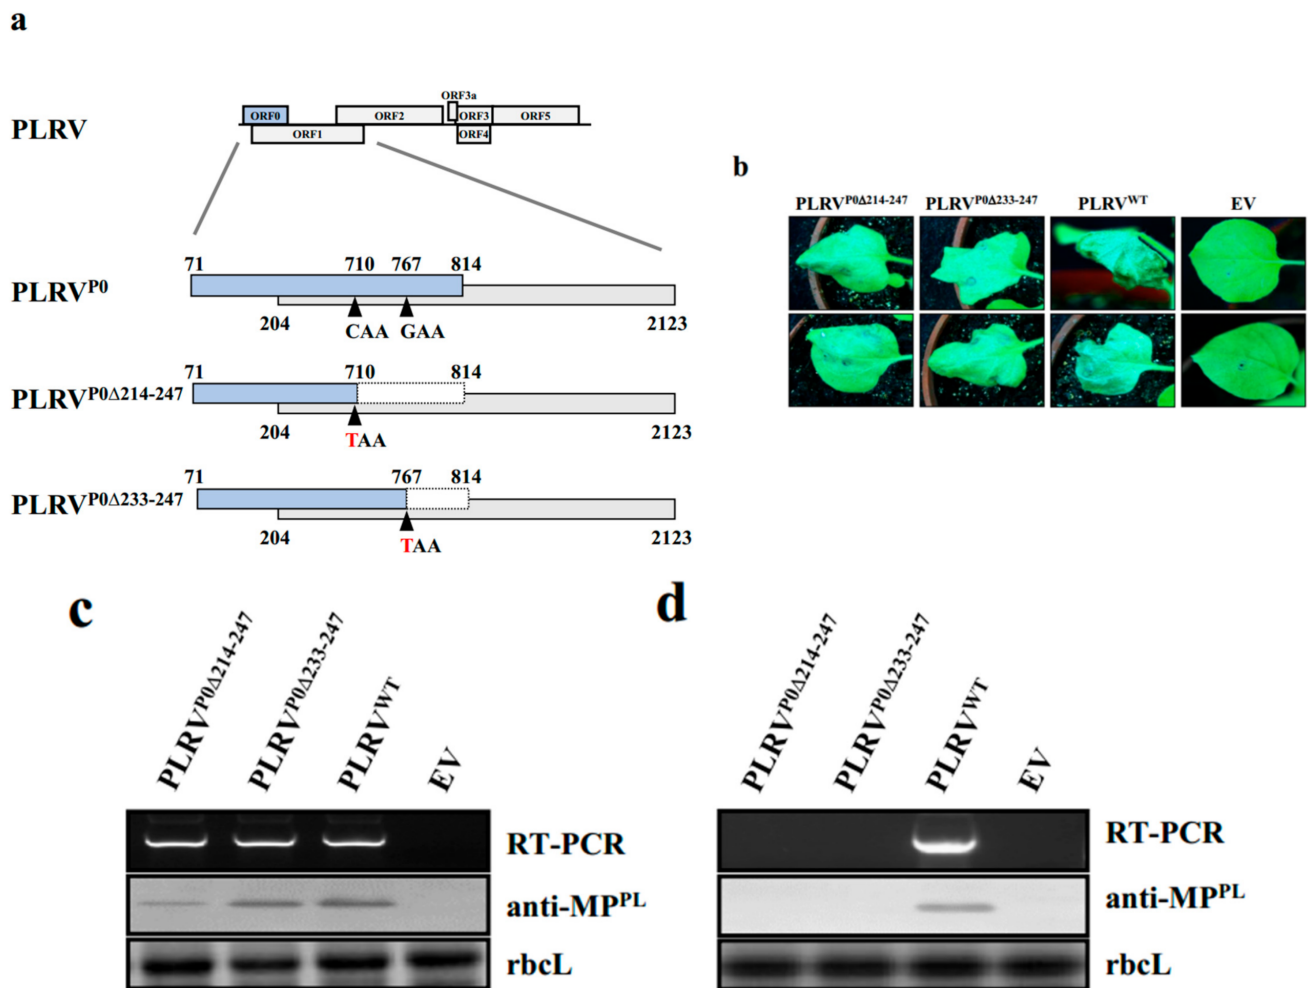 a
PLRV
ORF0
ORF1
ORF2
ORF3a
ORF3
ORF4
ORF5
PLRV^P0
71 710 767 814
204 CAA GAA 2123
PLRV^P0Δ214-247
71 710 814
204 TAA 2123
PLRV^P0Δ233-247
71 767 814
204 TAA 2123
b
PLRV^P0Δ214-247 PLRV^P0Δ233-247 PLRV^WT EV
c
PLRV^P0Δ214-247
PLRV^P0Δ233-247
PLRV^WT
EV
RT-PCR
anti-MP^PL
rbcL
d
PLRV^P0Δ214-247
PLRV^P0Δ233-247
PLRV^WT
EV
RT-PCR
anti-MP^PL
rbcL